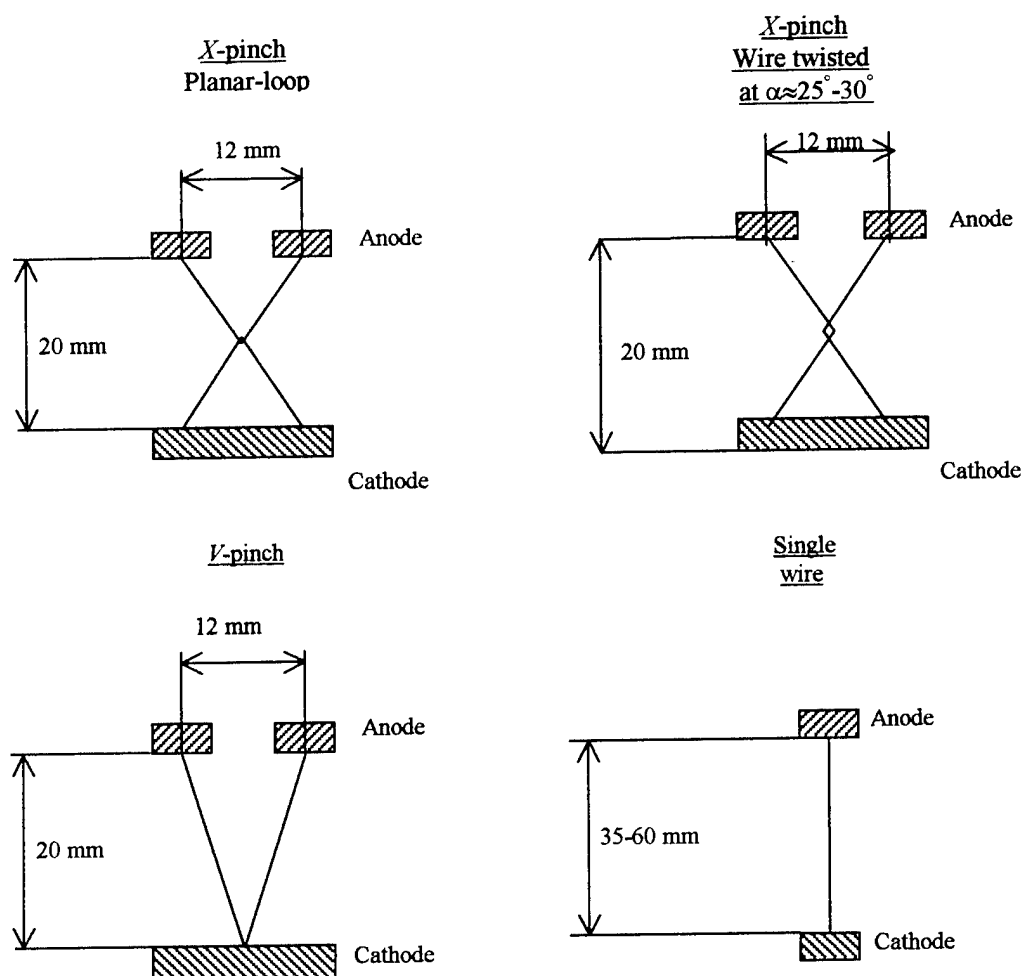 X-pinch
Planar-loop
12 mm
Anode
20 mm
Cathode
X-pinch
Wire twisted
at α≈25°-30°
12 mm
Anode
20 mm
Cathode
V-pinch
12 mm
Anode
20 mm
Cathode
Single
wire
Anode
35-60 mm
Cathode